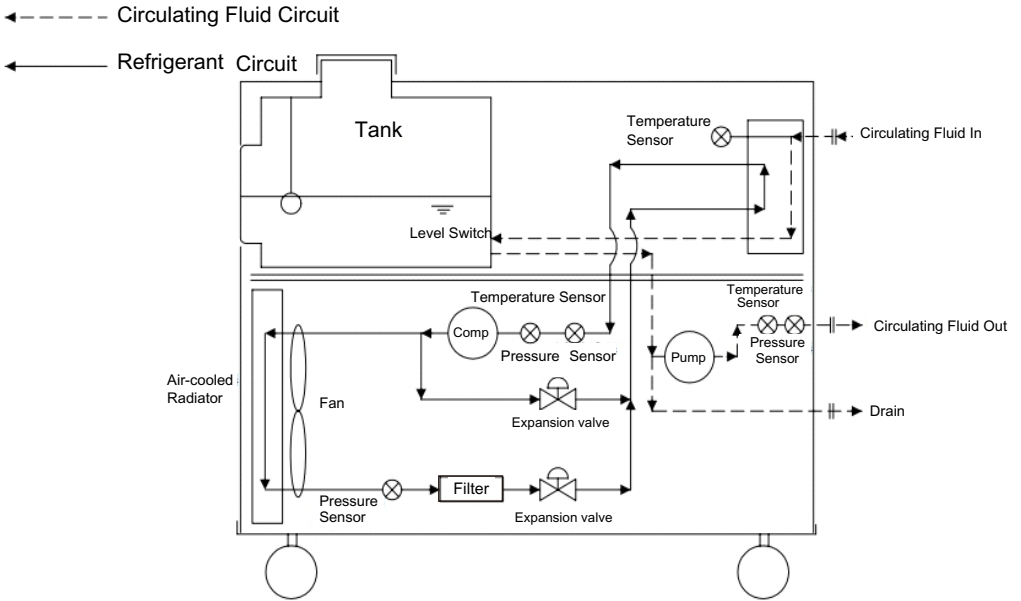 Circulating Fluid Circuit
Refrigerant Circuit
Tank
Temperature
Sensor
Circulating Fluid In
Level Switch
Temperature Sensor
Temperature
Sensor
Comp
Pressure Sensor
Circulating Fluid Out
Pump
Pressure
Sensor
Air-cooled
Radiator
Fan
Expansion valve
Drain
Filter
Pressure
Sensor
Expansion valve